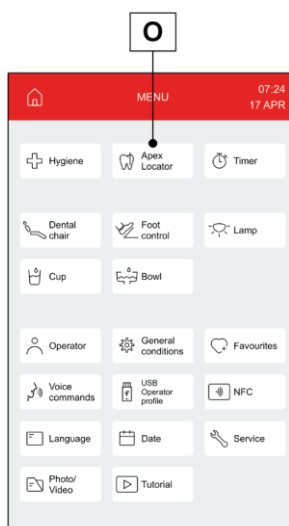 O
MENU
07:24
17 APR
Hygiene
Apex
Locator
Timer
Dental
chair
Foot
control
Lamp
Cup
Bowl
Operator
General
conditions
Favourites
Voice
commands
USB
Operator
profile
NFC
Language
Date
Service
Photo/
Video
Tutorial